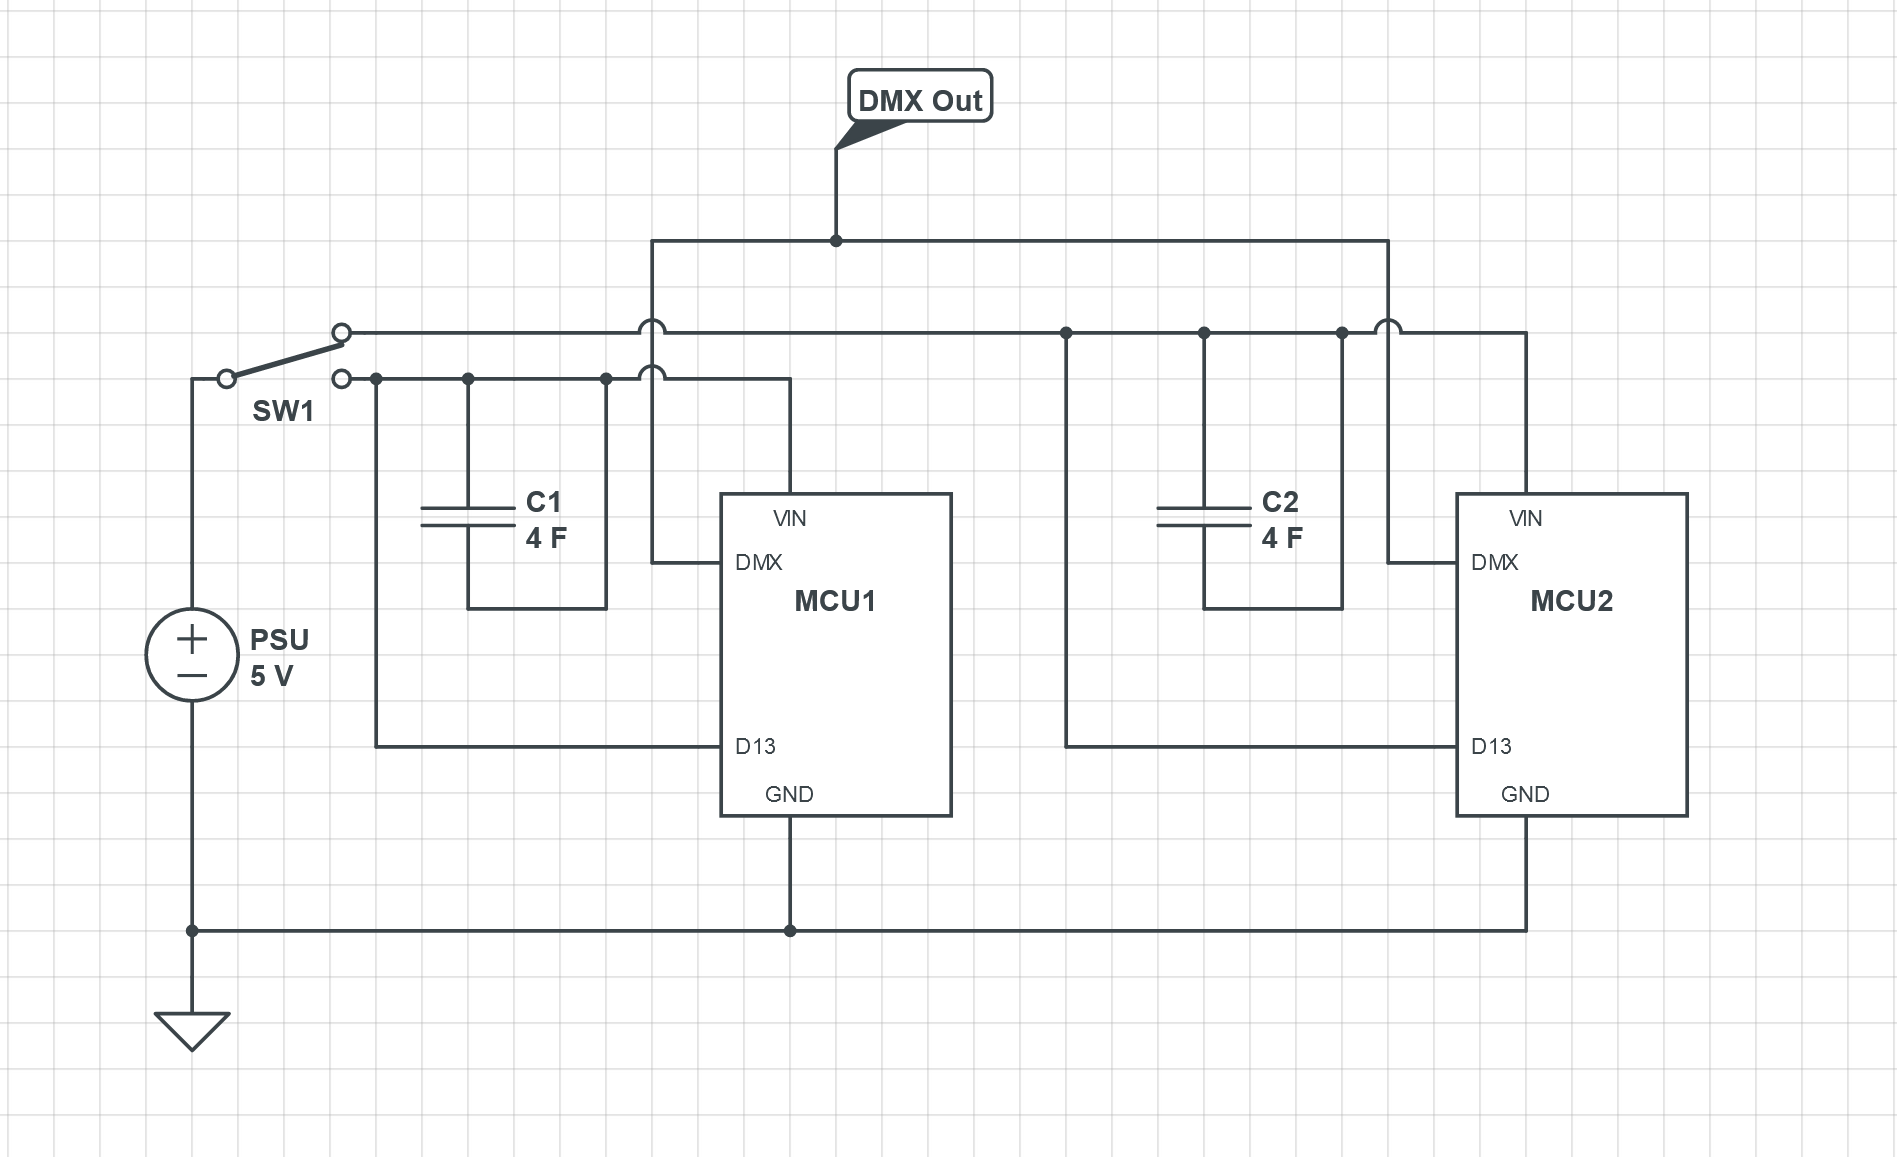 DMX Out
SW1
C1
4 F
VIN
DMX
MCU1
D13
GND
C2
4 F
VIN
DMX
MCU2
D13
GND
PSU
5 V